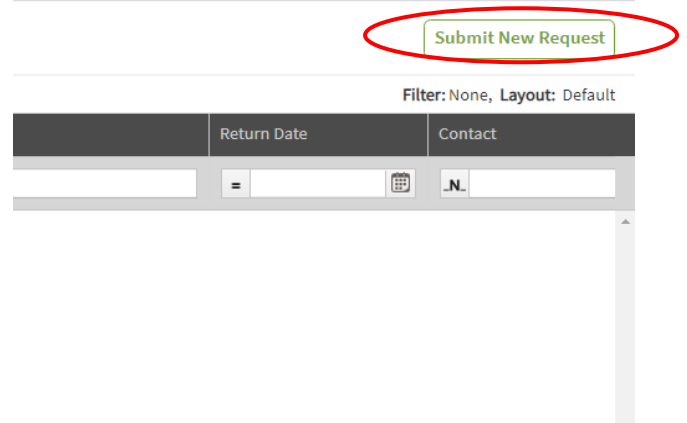 Submit New Request
Filter: None, Layout: Default
Return Date Contact
= _N_